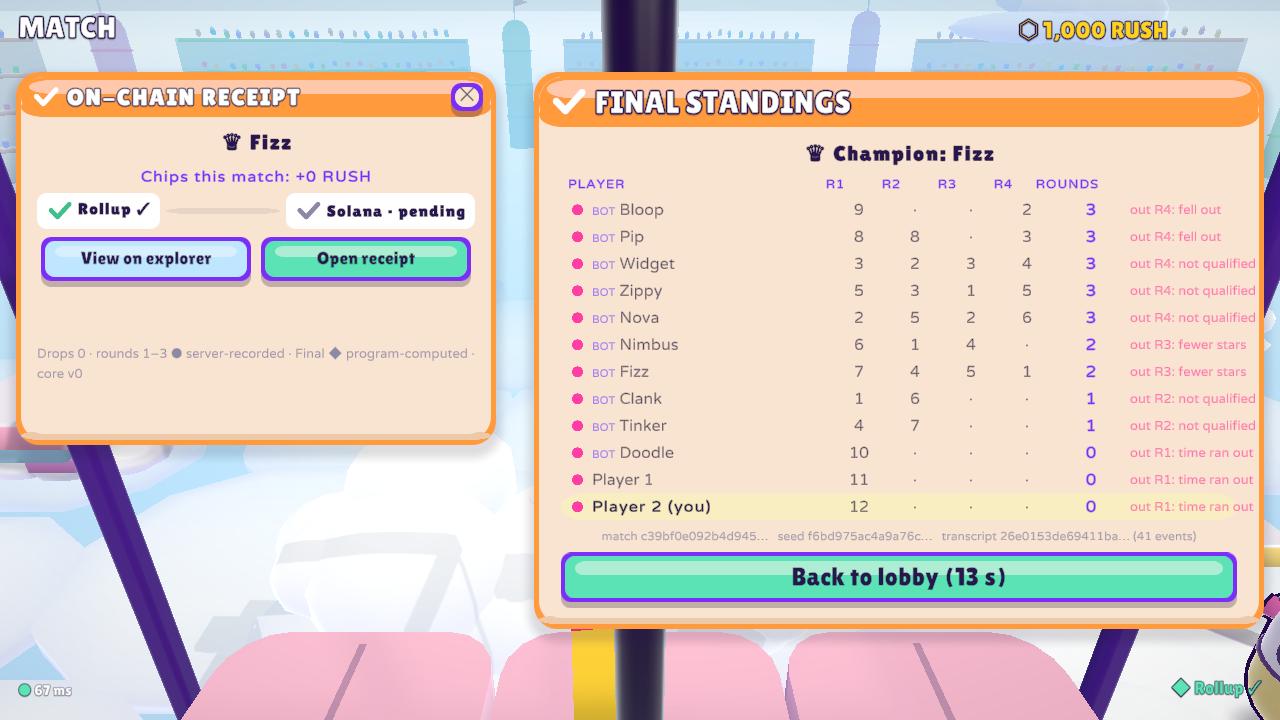 MATCH
1,000 RUSH
ON-CHAIN RECEIPT
♛ Fizz
Chips this match: +0 RUSH
Rollup ✓
Solana · pending
View on explorer
Open receipt
Drops 0 · rounds 1–3 ● server-recorded · Final ◆ program-computed ·
core v0
FINAL STANDINGS
♛ Champion: Fizz
PLAYER R1 R2 R3 R4 ROUNDS
BOT Bloop 9 · · 2 3 out R4: fell out
BOT Pip 8 8 · 3 3 out R4: fell out
BOT Widget 3 2 3 4 3 out R4: not qualified
BOT Zippy 5 3 1 5 3 out R4: not qualified
BOT Nova 2 5 2 6 3 out R4: not qualified
BOT Nimbus 6 1 4 · 2 out R3: fewer stars
BOT Fizz 7 4 5 1 2 out R3: fewer stars
BOT Clank 1 6 · · 1 out R2: not qualified
BOT Tinker 4 7 · · 1 out R2: not qualified
BOT Doodle 10 · · · 0 out R1: time ran out
Player 1 11 · · · 0 out R1: time ran out
Player 2 (you) 12 · · · 0 out R1: time ran out
match c39bf0e092b4d945… seed f6bd975ac4a9a76c… transcript 26e0153de69411ba… (41 events)
Back to lobby (13 s)
67 ms
Rollup ✓